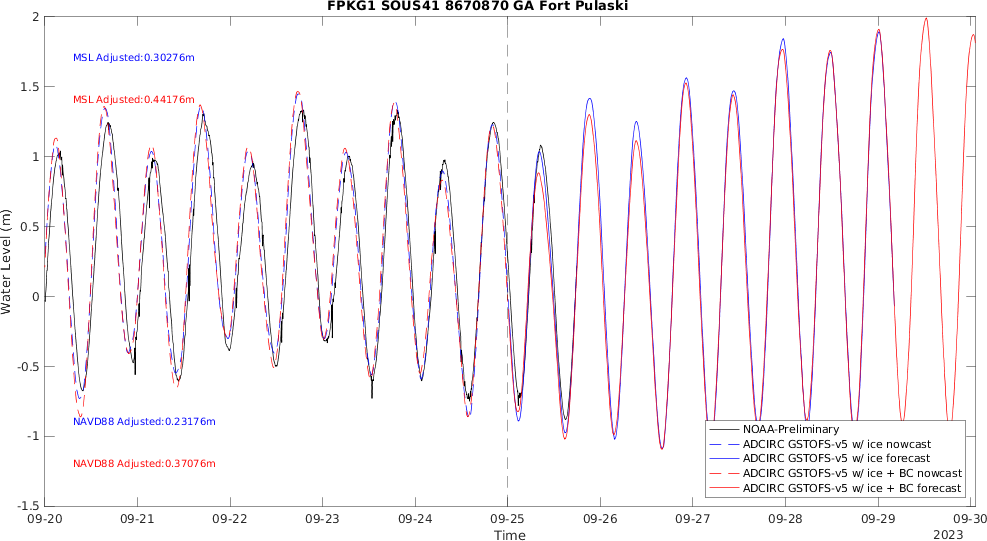 FPKG1 SOUS41 8670870 GA Fort Pulaski
2
1.5
1
0.5
0
-0.5
-1
-1.5
Water Level (m)
MSL Adjusted:0.30276m
MSL Adjusted:0.44176m
NAVD88 Adjusted:0.23176m
NAVD88 Adjusted:0.37076m
NOAA-Preliminary
ADCIRC GSTOFS-v5 w/ ice nowcast
ADCIRC GSTOFS-v5 w/ ice forecast
ADCIRC GSTOFS-v5 w/ ice + BC nowcast
ADCIRC GSTOFS-v5 w/ ice + BC forecast
09-20 09-21 09-22 09-23 09-24 09-25 09-26 09-27 09-28 09-29 09-30
Time
2023